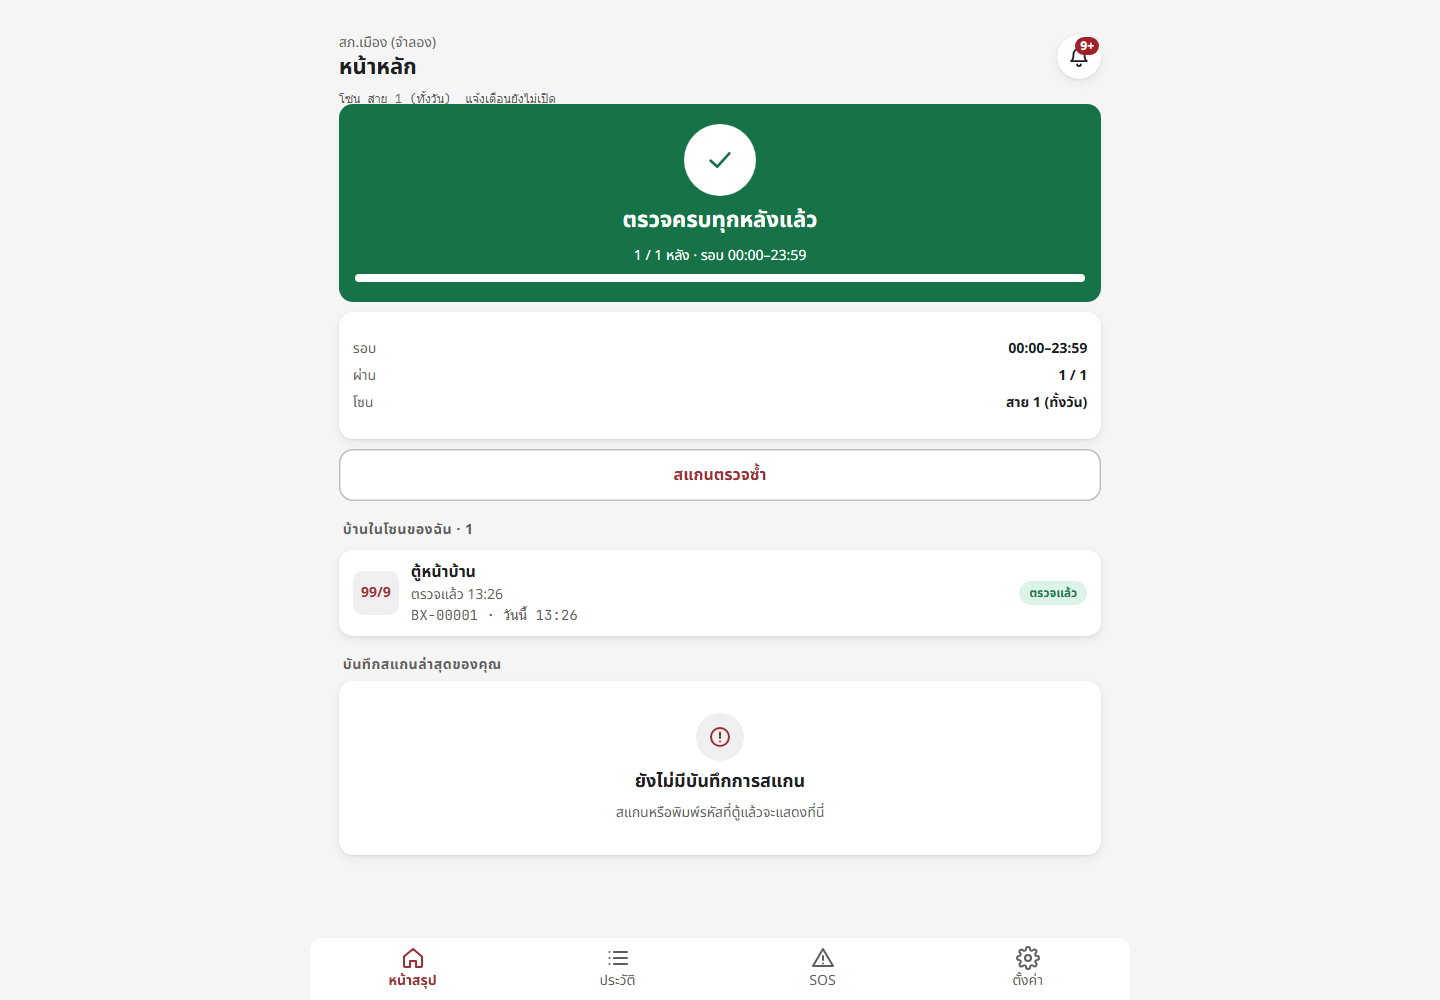 สภ.เมือง (จำลอง)
หน้าหลัก
9+
โซน สาย 1 (ทั้งวัน) แจ้งเตือนยังไม่เปิด
ตรวจครบทุกหลังแล้ว
1 / 1 หลัง · รอบ 00:00–23:59
รอบ 00:00–23:59
ผ่าน 1 / 1
โซน สาย 1 (ทั้งวัน)
สแกนตรวจซ้ำ
บ้านในโซนของฉัน · 1
99/9
ตู้หน้าบ้าน
ตรวจแล้ว 13:26
BX-00001 · วันนี้ 13:26
ตรวจแล้ว
บันทึกสแกนล่าสุดของคุณ
ยังไม่มีบันทึกการสแกน
สแกนหรือพิมพ์รหัสที่ตู้แล้วจะแสดงที่นี่
หน้าสรุป
ประวัติ
SOS
ตั้งค่า